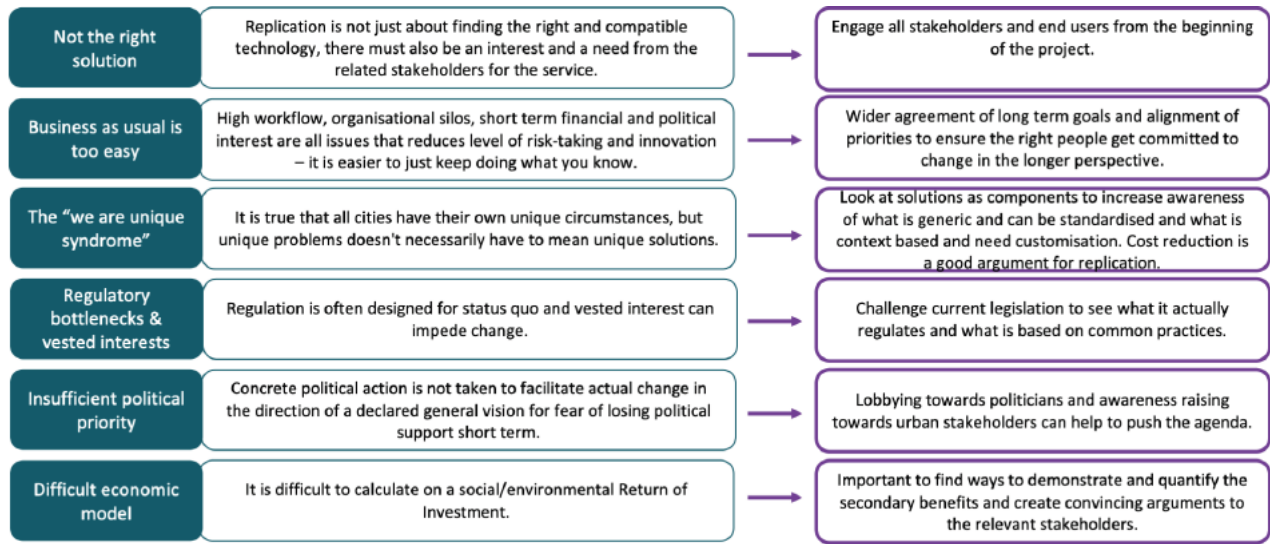 Not the right
solution
Replication is not just about finding the right and compatible
technology, there must also be an interest and a need from the
related stakeholders for the service.
Engage all stakeholders and end users from the beginning
of the project.
Business as usual is
too easy
High workflow, organisational silos, short term financial and political
interest are all issues that reduces level of risk-taking and innovation
– it is easier to just keep doing what you know.
Wider agreement of long term goals and alignment of
priorities to ensure the right people get committed to
change in the longer perspective.
The “we are unique
syndrome”
It is true that all cities have their own unique circumstances, but
unique problems doesn't necessarily have to mean unique solutions.
Look at solutions as components to increase awareness
of what is generic and can be standardised and what is
context based and need customisation. Cost reduction is
a good argument for replication.
Regulatory
bottlenecks &
vested interests
Regulation is often designed for status quo and vested interest can
impede change.
Challenge current legislation to see what it actually
regulates and what is based on common practices.
Insufficient political
priority
Concrete political action is not taken to facilitate actual change in
the direction of a declared general vision for fear of losing political
support short term.
Lobbying towards politicians and awareness raising
towards urban stakeholders can help to push the agenda.
Difficult economic
model
It is difficult to calculate on a social/environmental Return of
Investment.
Important to find ways to demonstrate and quantify the
secondary benefits and create convincing arguments to
the relevant stakeholders.